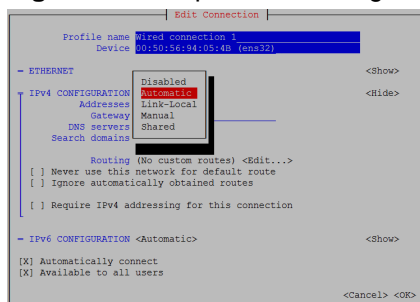 Edit Connection
Profile name Wired connection 1
Device 00:50:56:94:05:4B (ens32)
ETHERNET <Show>
Disabled
IPv4 CONFIGURATION Automatic <Hide>
Addresses Link-Local
Gateway Manual
DNS servers Shared
Search domains
Routing (No custom routes) <Edit...>
[ ] Never use this network for default route
[ ] Ignore automatically obtained routes
[ ] Require IPv4 addressing for this connection
IPv6 CONFIGURATION <Automatic> <Show>
[X] Automatically connect
[X] Available to all users
<Cancel> <OK>